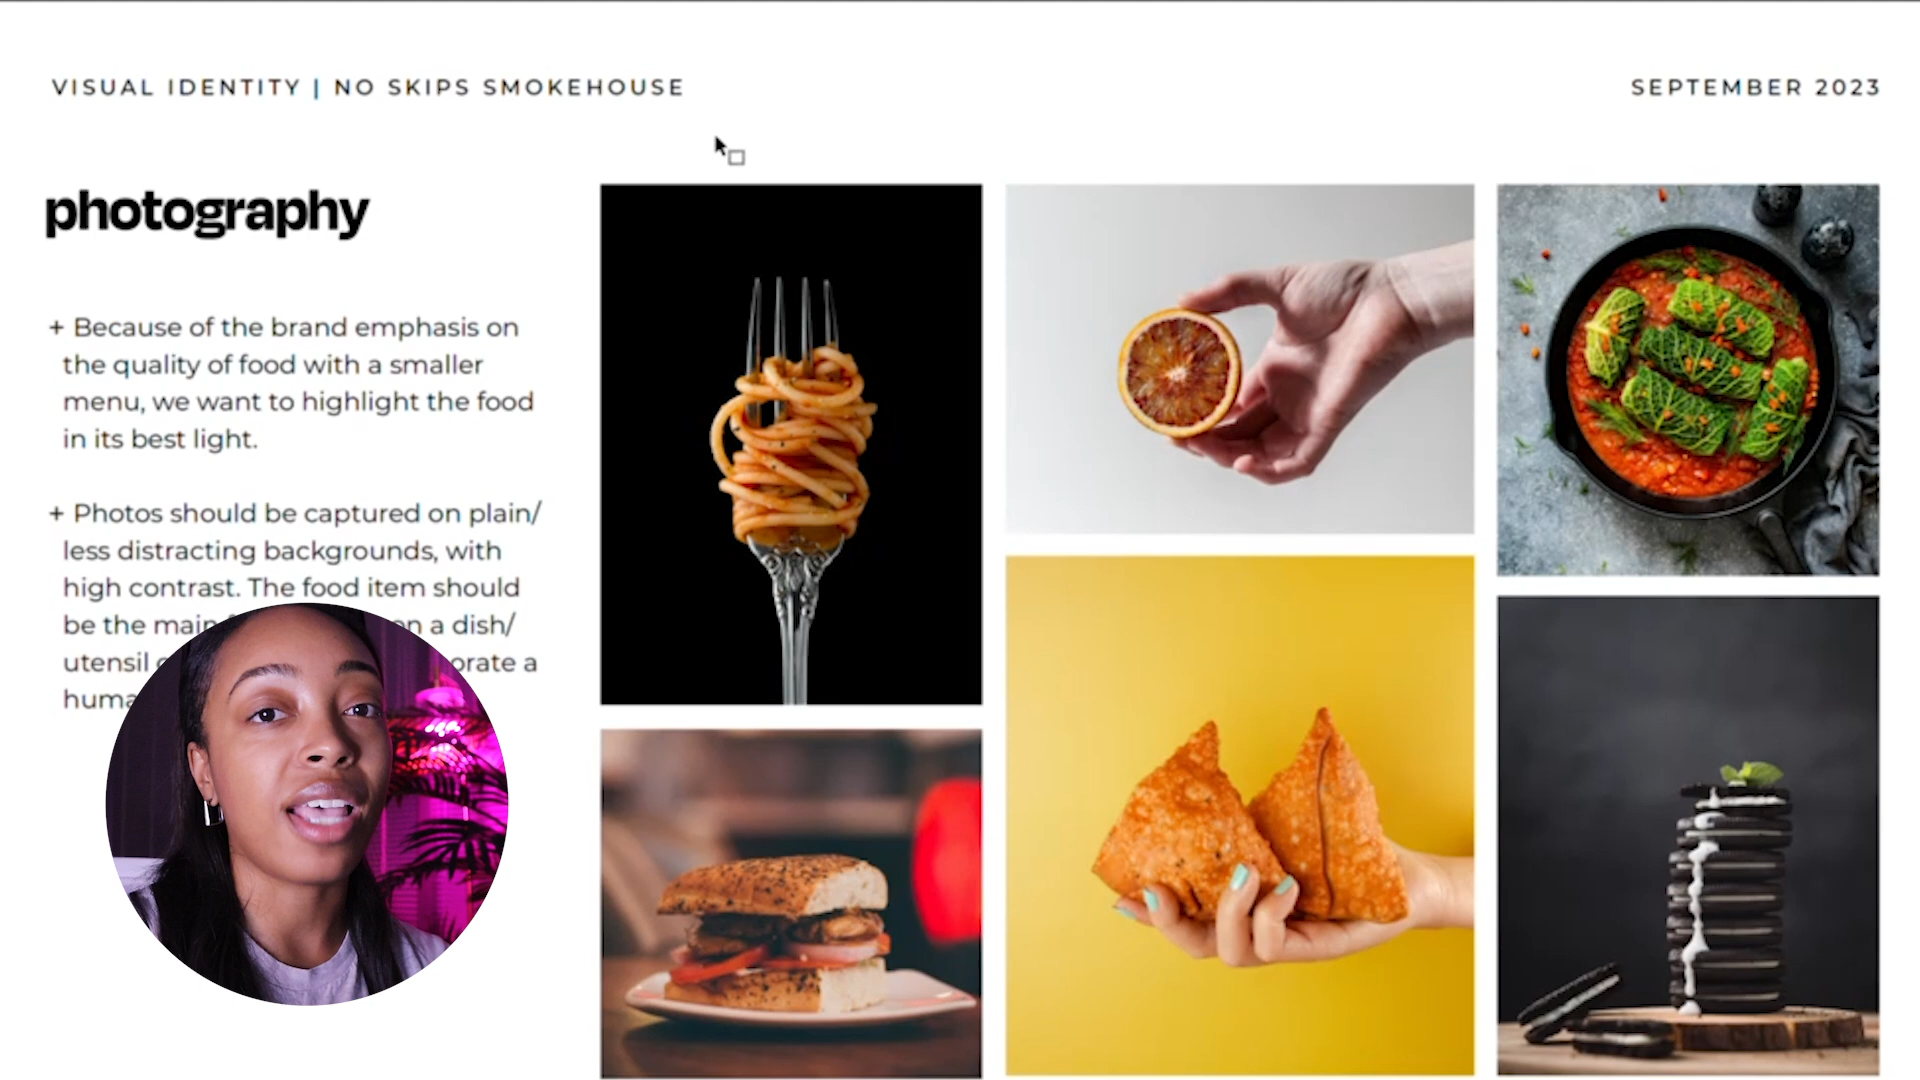 VISUAL IDENTITY | NO SKIPS SMOKEHOUSE
SEPTEMBER 2023
photography
+ Because of the brand emphasis on
the quality of food with a smaller
menu, we want to highlight the food
in its best light.
+ Photos should be captured on plain/
less distracting backgrounds, with
high contrast. The food item should
be the main a dish/
utensil